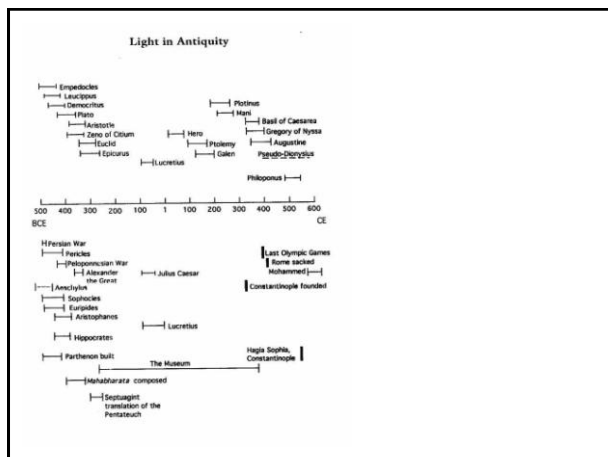 Light in Antiquity
Empedocles
Leucippus
Democritus
Plato
Aristotle
Zeno of Citium
Euclid
Epicurus
Lucretius
Hero
Ptolemy
Galen
Plotinus
Mani
Basil of Caesarea
Gregory of Nyssa
Augustine
Pseudo-Dionysius
Philoponus
500 400 300 200 100 1 100 200 300 400 500 600
BCE CE
Persian War
Pericles
Peloponnesian War
Alexander
the Great
Julius Caesar
Aeschylus
Sophocles
Euripides
Aristophanes
Lucretius
Hippocrates
Parthenon built
The Museum
Mahabharata composed
Septuagint
translation of the
Pentateuch
Last Olympic Games
Rome sacked
Mohammed
Constantinople founded
Hagia Sophia,
Constantinople